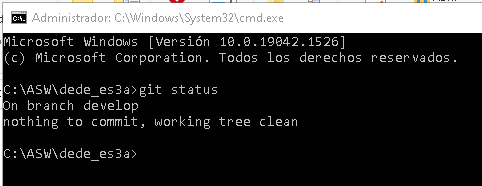 Administrador: C:\Windows\System32\cmd.exe
Microsoft Windows [Versión 10.0.19042.1526]
(c) Microsoft Corporation. Todos los derechos reservados.
C:\ASW\dede_es3a>git status
On branch develop
nothing to commit, working tree clean
C:\ASW\dede_es3a>